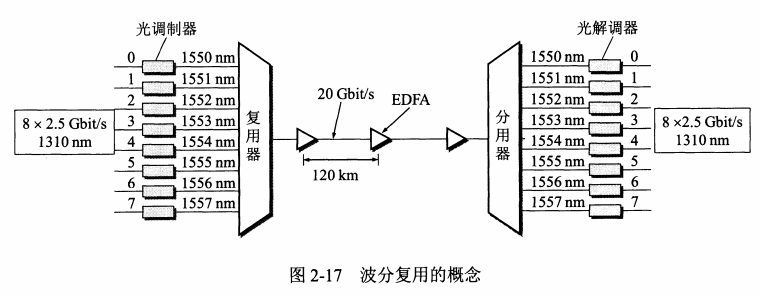 光调制器
光解调器
0 1550 nm
1 1551 nm
2 1552 nm
3 1553 nm
4 1554 nm
5 1555 nm
6 1556 nm
7 1557 nm
8 × 2.5 Gbit/s
1310 nm
复用器
20 Gbit/s
EDFA
120 km
分用器
1550 nm 0
1551 nm 1
1552 nm 2
1553 nm 3
1554 nm 4
1555 nm 5
1556 nm 6
1557 nm 7
8 × 2.5 Gbit/s
1310 nm
图 2-17 波分复用的概念